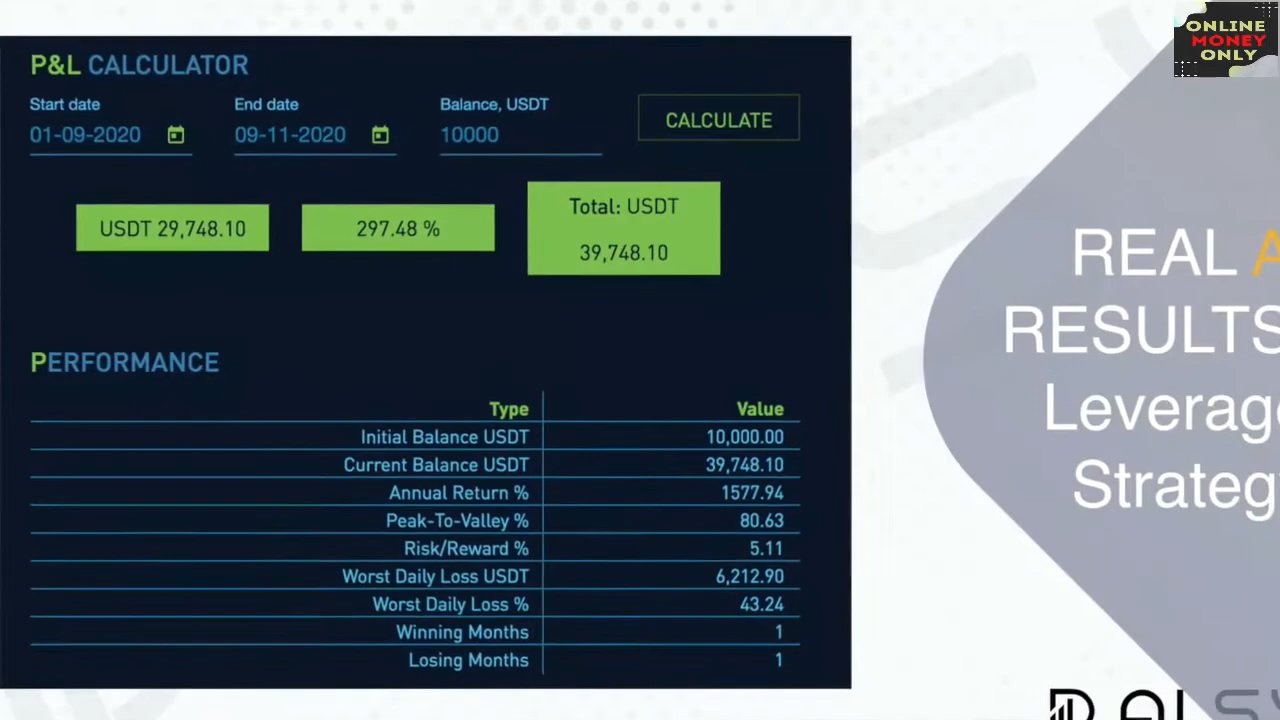 ONLINE
MONEY
ONLY
P&L CALCULATOR
Start date
End date
Balance, USDT
01-09-2020
09-11-2020
10000
CALCULATE
USDT 29,748.10
297.48 %
Total: USDT
39,748.10
PERFORMANCE
Type Value
Initial Balance USDT 10,000.00
Current Balance USDT 39,748.10
Annual Return % 1577.94
Peak-To-Valley % 80.63
Risk/Reward % 5.11
Worst Daily Loss USDT 6,212.90
Worst Daily Loss % 43.24
Winning Months 1
Losing Months 1
REAL
RESULTS
Leverage
Strateg